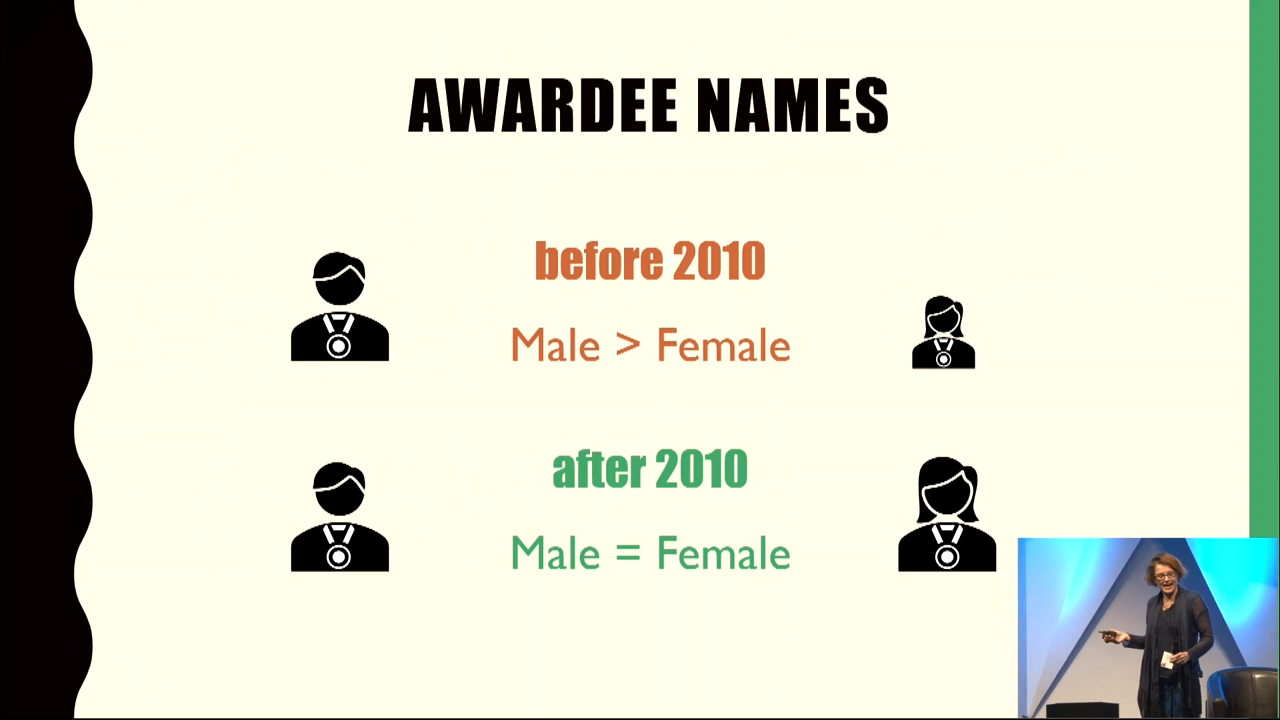 AWARDEE NAMES
before 2010
Male > Female
after 2010
Male = Female